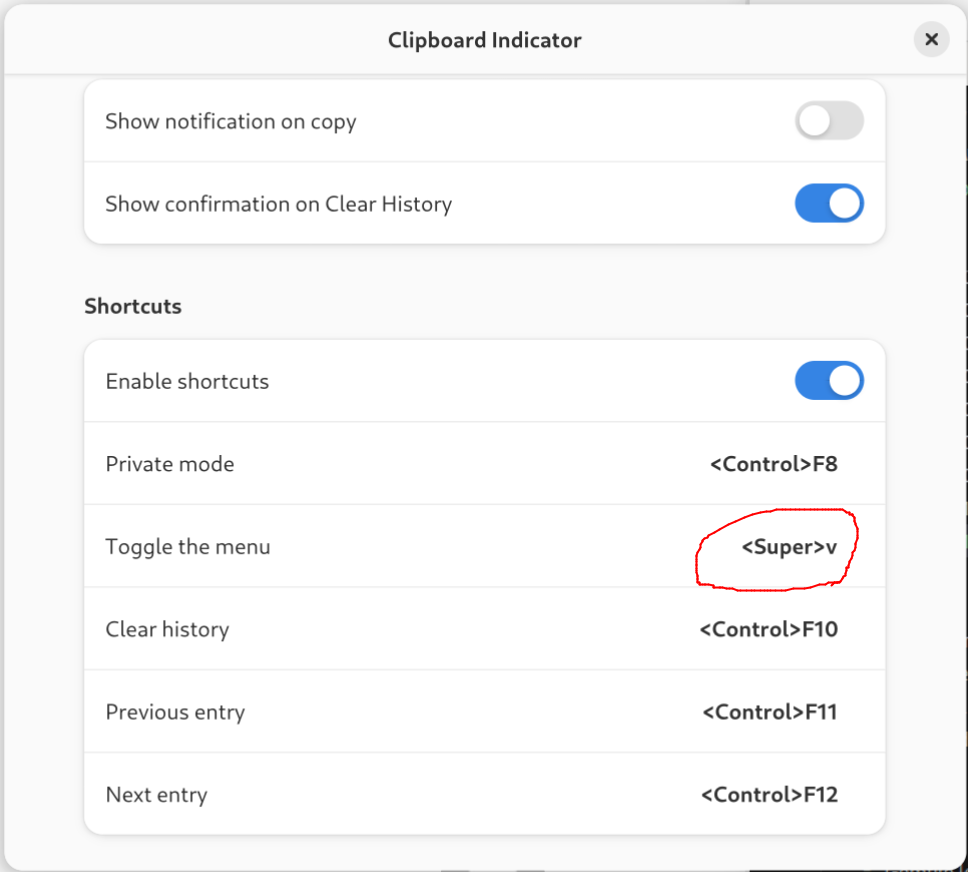 Clipboard Indicator
Show notification on copy
Show confirmation on Clear History
Shortcuts
Enable shortcuts
Private mode <Control>F8
Toggle the menu <Super>v
Clear history <Control>F10
Previous entry <Control>F11
Next entry <Control>F12